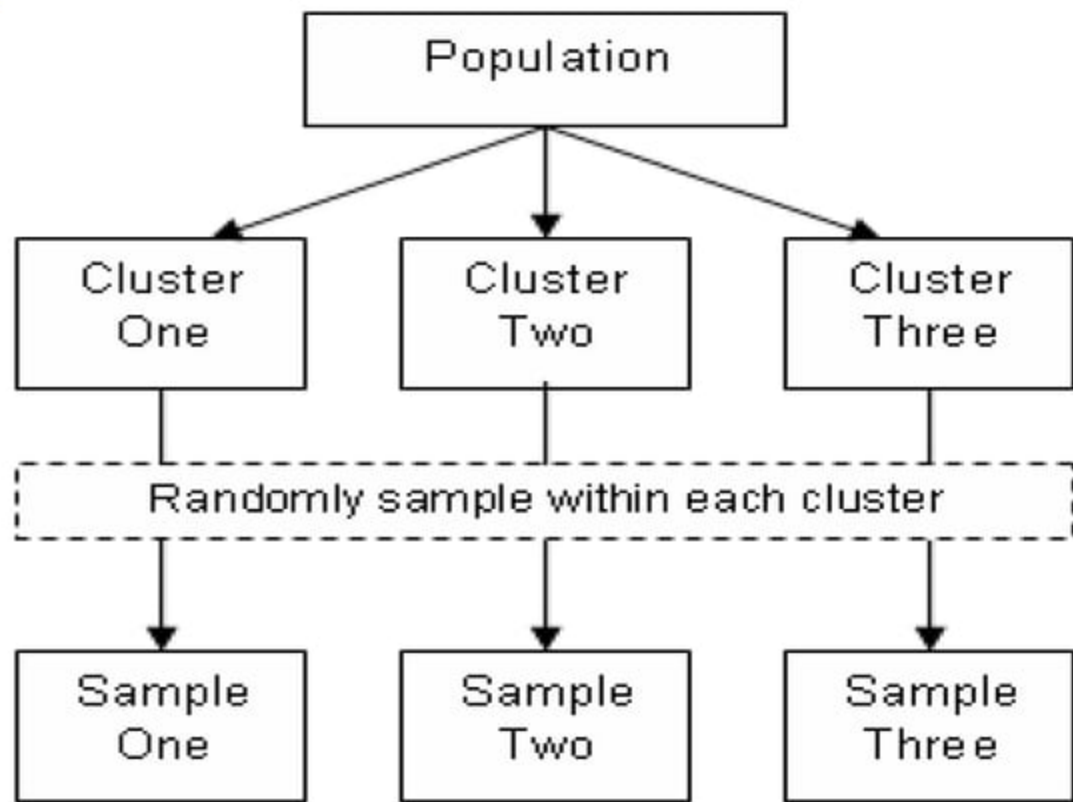 Population
Cluster
One
Cluster
Two
Cluster
Three
Randomly sample within each cluster
Sample
One
Sample
Two
Sample
Three